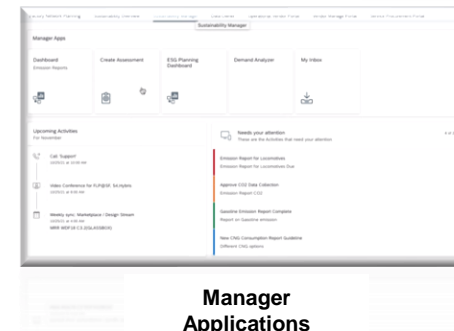 Sustainability Overview
Sustainability Manager
Manager Apps
Dashboard
Emission Reports
Create Assessment
ESG Planning
Dashboard
Demand Analyzer
My Inbox
Upcoming Activities
For November
Call: Support
Video Conference for
Weekly sync: Marketplace - Design Stream
Needs your attention
These are the Activities that need your attention
Emission Report for Locomotives
Emission Report for Locomotives Due
Approve CO2 Data Collection
Emission Report CO2
Gasoline Emission Report Complete
Report on Gasoline emission
New CNG Consumption Report Guideline
Different CNG options
Manager
Applications